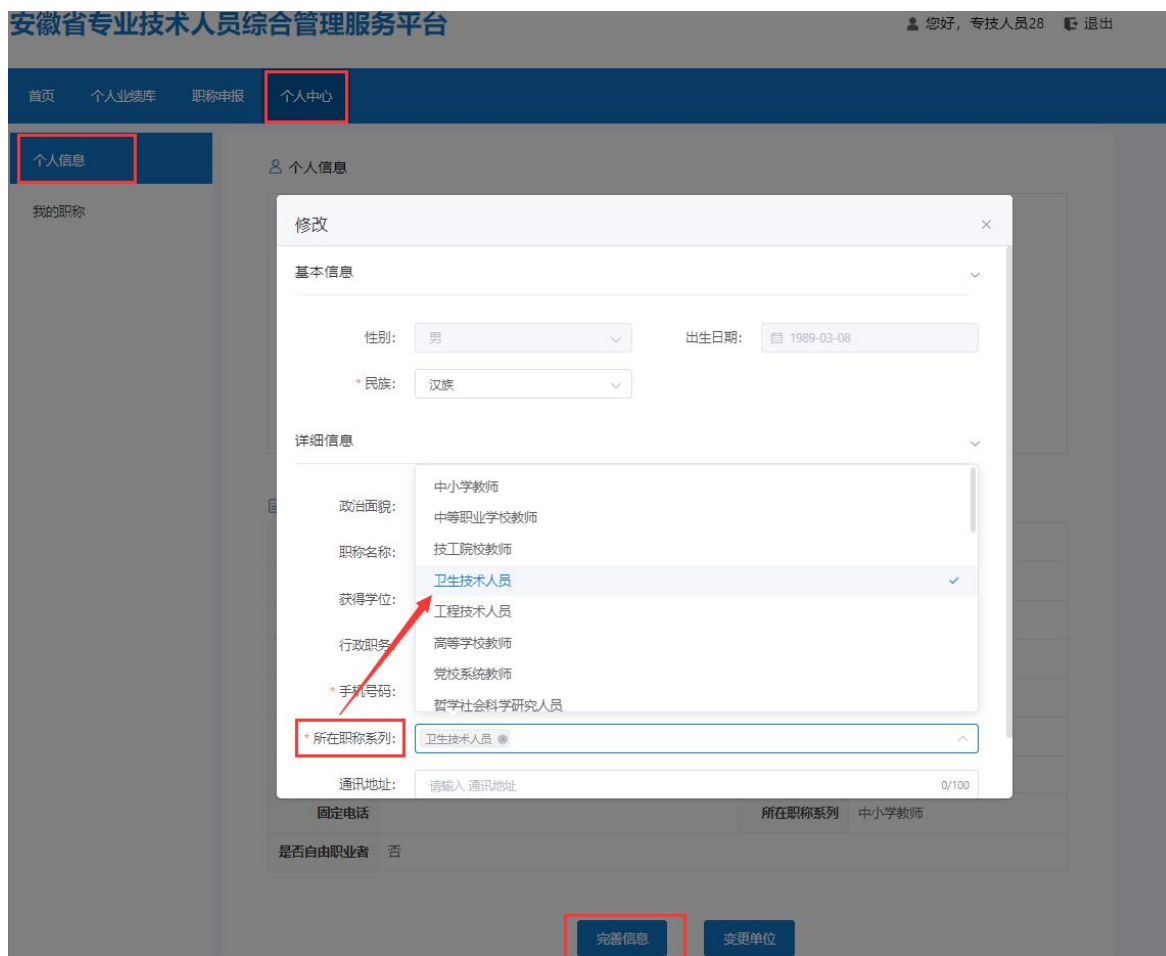 安徽省专业技术人员综合管理服务平台
您好，专技人员28 退出
首页 个人业绩库 职称申报 个人中心
个人信息
个人信息
我的职称
修改
基本信息
性别： 男 出生日期： 1989-03-08
* 民族： 汉族
详细信息
中小学教师
政治面貌：
中等职业学校教师
职称名称：
技工院校教师
卫生技术人员
获得学位：
工程技术人员
行政职务：
高等学校教师
党校系统教师
* 手机号码：
哲学社会科学研究人员
* 所在职称系列： 卫生技术人员
通讯地址： 请输入 通讯地址 0/100
固定电话 所在职称系列 中小学教师
是否自由职业者 否
完善信息 变更单位